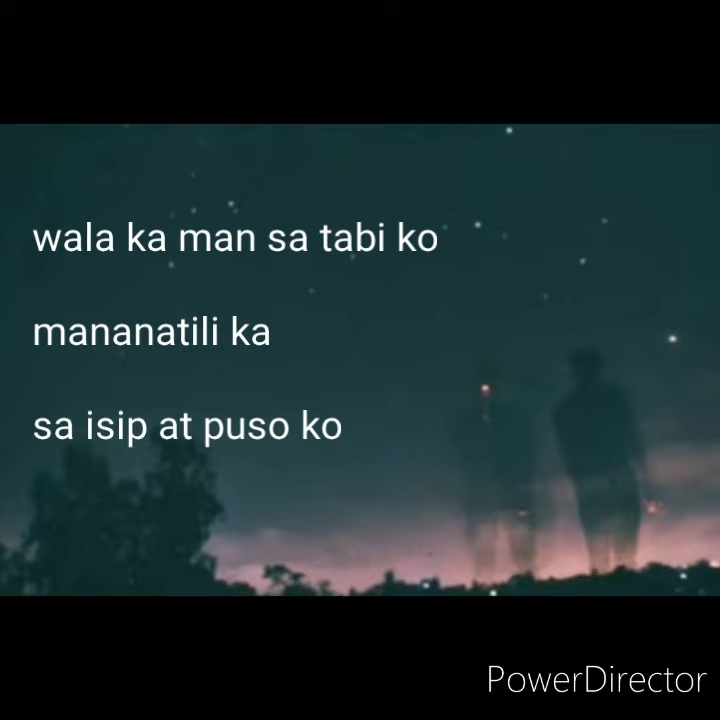 wala ka man sa tabi ko
mananatili ka
sa isip at puso ko
PowerDirector